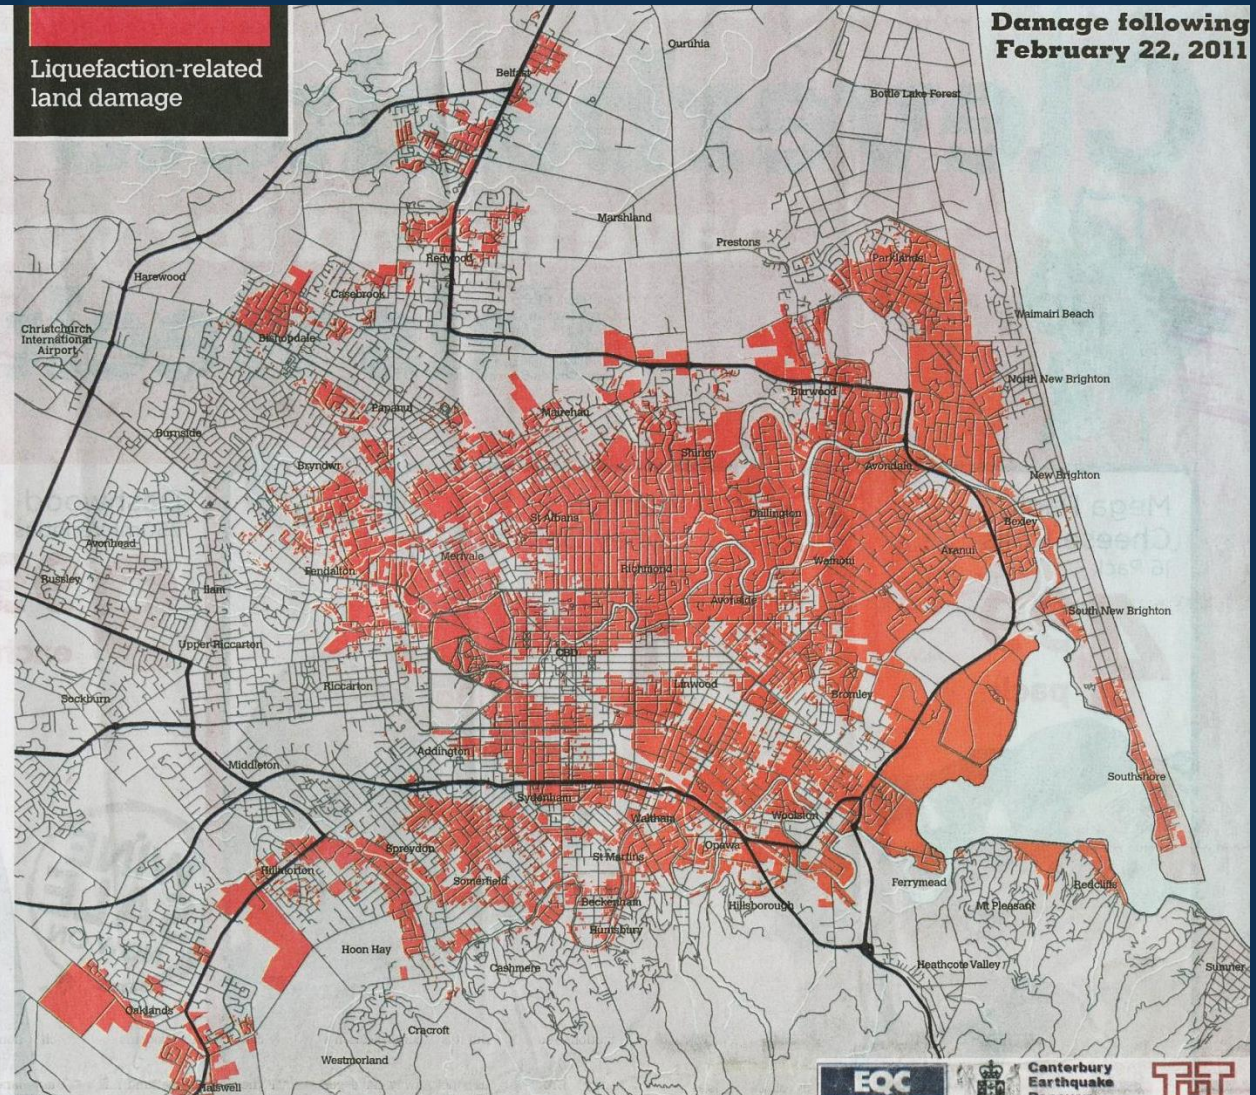 Liquefaction-related
land damage
Damage following
February 22, 2011
Ouruhia
Belfast
Bottle Lake Forest
Marshland
Prestons
Parklands
Redwood
Harewood
Casebrook
Waimairi Beach
Christchurch
International
Airport
Bishopdale
North New Brighton
Burwood
Papanui
Mairehau
Burnside
Shirley
Bryndwr
Avondale
New Brighton
St Albans
Dallington
Bexley
Avonhead
Merivale
Aranui
Wainoni
Richmond
Fendalton
Russley
Ilam
Avonside
South New Brighton
Upper Riccarton
CBD
Linwood
Riccarton
Bromley
Sockburn
Addington
Middleton
Southshore
Sydenham
Waltham
Woolston
Opawa
Spreydon
St Martins
Hillmorton
Somerfield
Ferrymead
Redcliffs
Beckenham
Hillsborough
Mt Pleasant
Huntsbury
Hoon Hay
Cashmere
Heathcote Valley
Sumner
Oaklands
Cracroft
Westmorland
Halswell
EQC
Canterbury
Earthquake
T+T